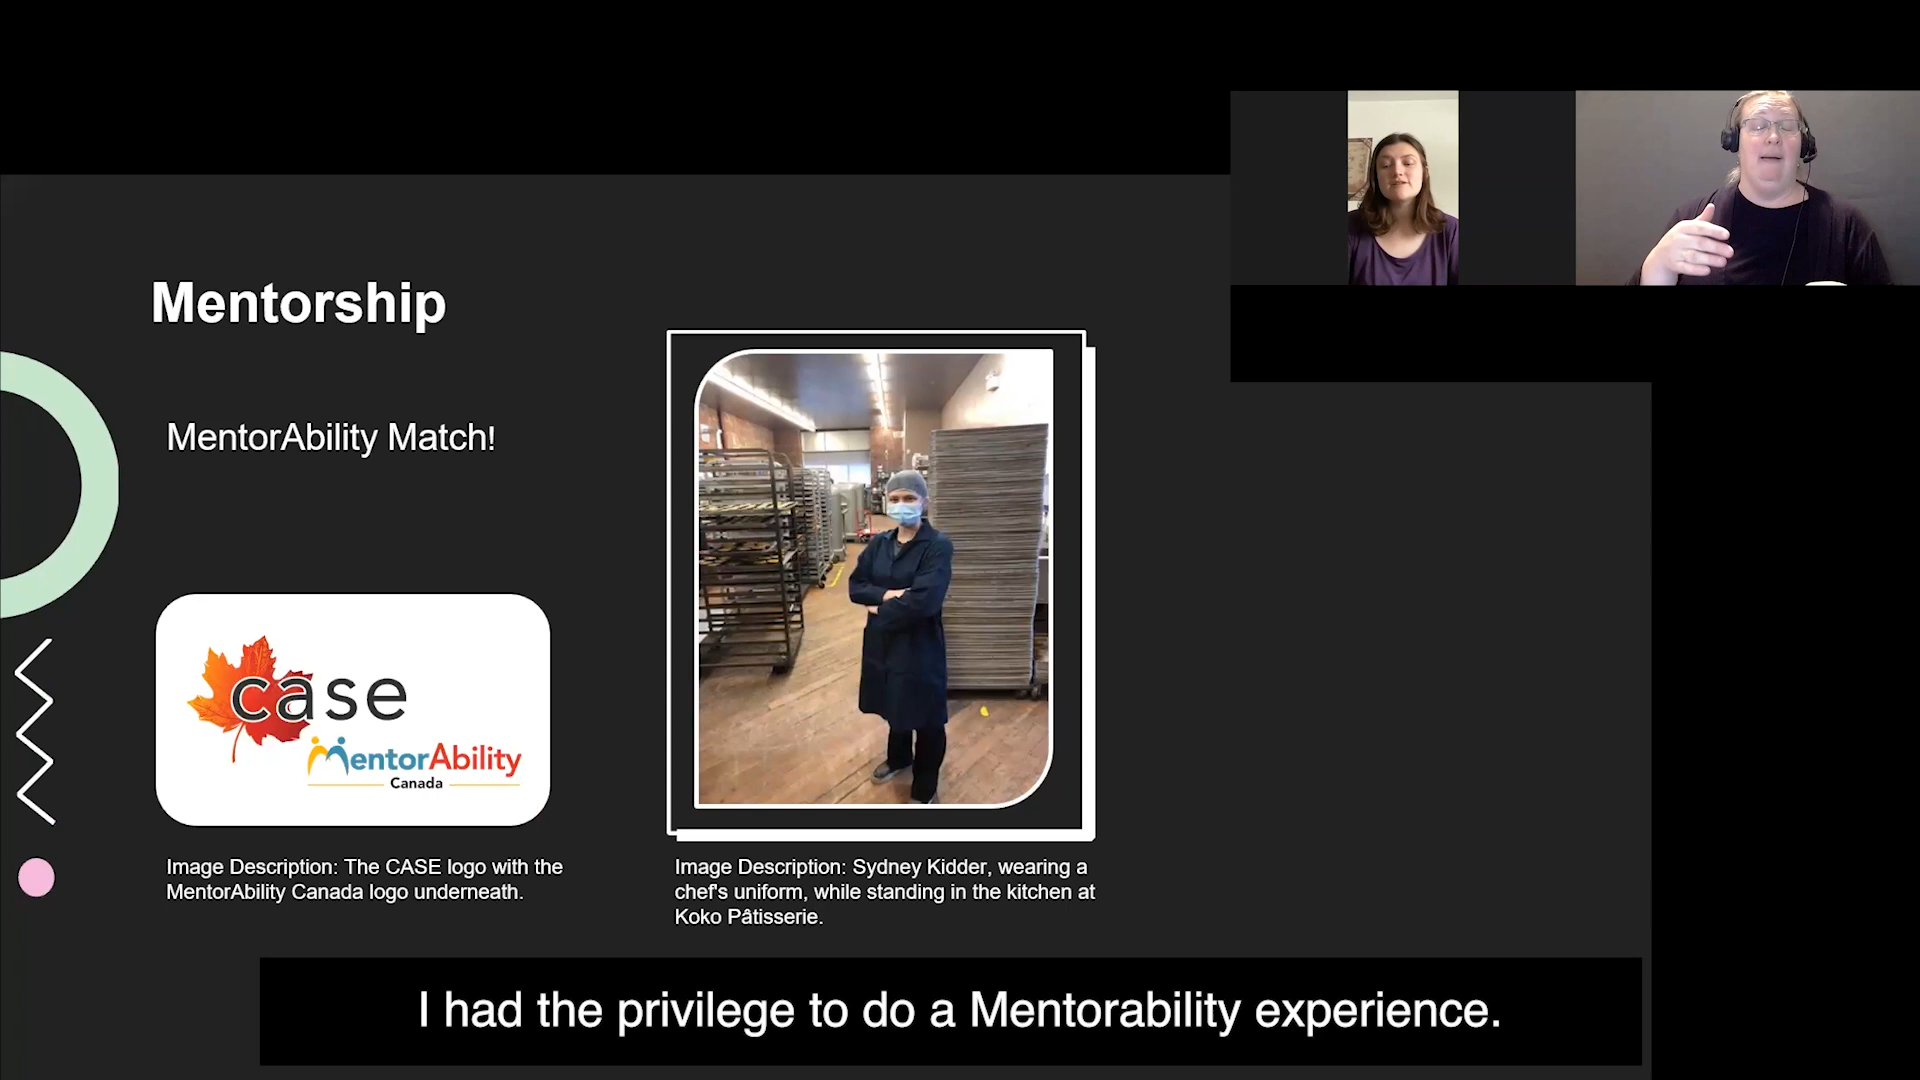 Mentorship
MentorAbility Match!
case
MentorAbility
Canada
Image Description: The CASE logo with the
MentorAbility Canada logo underneath.
Image Description: Sydney Kidder, wearing a
chef's uniform, while standing in the kitchen at
Koko Pâtisserie.
I had the privilege to do a Mentorability experience.